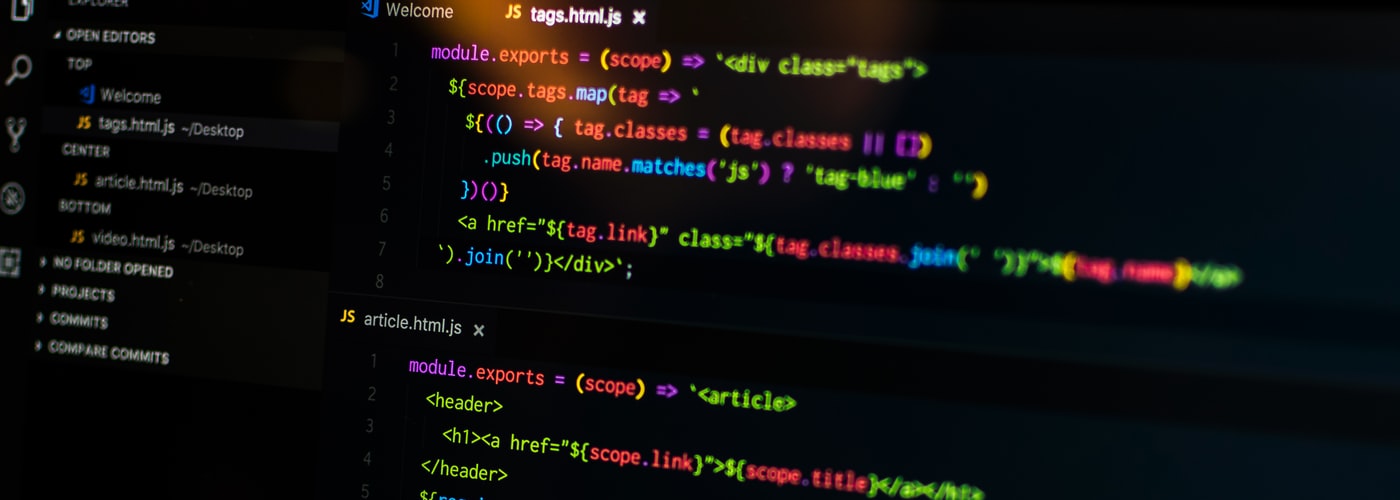 EXPLORER
OPEN EDITORS
TOP
Welcome
tags.html.js ~/Desktop
CENTER
article.html.js ~/Desktop
BOTTOM
video.html.js ~/Desktop
NO FOLDER OPENED
PROJECTS
COMMITS
COMPARE COMMITS
Welcome JS tags.html.js ×
1 module.exports = (scope) => `<div class="tags">
2 ${scope.tags.map(tag => `
3 ${(() => { tag.classes = (tag.classes || [])
4 .push(tag.name.matches('js') ? 'tag-blue' : '')
5 })()}
6 <a href="${tag.link}" class="${tag.classes.join(' ')}">${tag.name}</a>
7 `).join('')}</div>`;
8
JS article.html.js ×
1 module.exports = (scope) => `<article>
2 <header>
3 <h1><a href="${scope.link}">${scope.title}</a></h1>
4 </header>
5